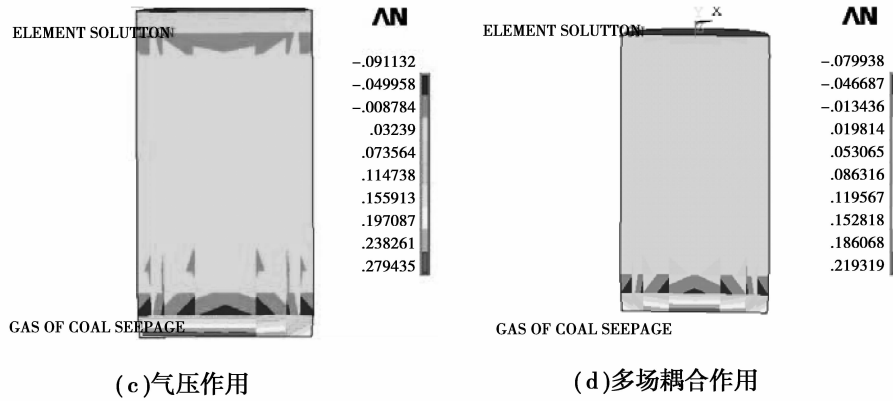 ΛN
ELEMENT SOLUTTON
-.091132
-.049958
-.008784
.03239
.073564
.114738
.155913
.197087
.238261
.279435
GAS OF COAL SEEPAGE
(c)气压作用
Y X
ΛN
ELEMENT SOLUTTON
-.079938
-.046687
-.013436
.019814
.053065
.086316
.119567
.152818
.186068
.219319
GAS OF COAL SEEPAGE
(d)多场耦合作用